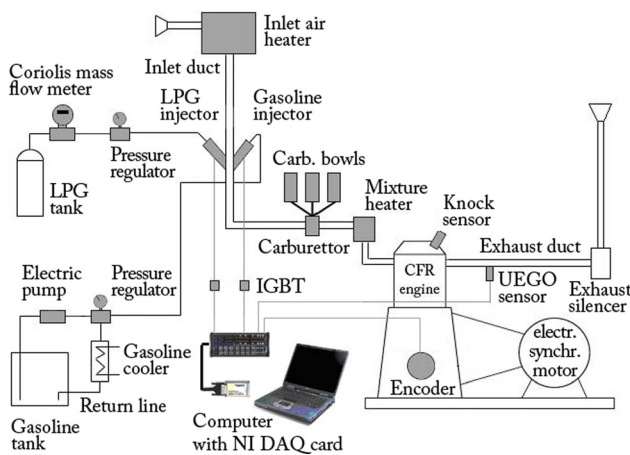 Inlet air
heater
Inlet duct
Coriolis mass
flow meter
LPG
injector
Gasoline
injector
Pressure
regulator
LPG
tank
Carb. bowls
Mixture
heater
Knock
sensor
Carburettor
Exhaust duct
CFR
engine
UEGO
sensor
Exhaust
silencer
Electric
pump
Pressure
regulator
IGBT
Gasoline
cooler
electr.
synchr.
motor
Encoder
Return line
Gasoline
tank
Computer
with NI DAQ card